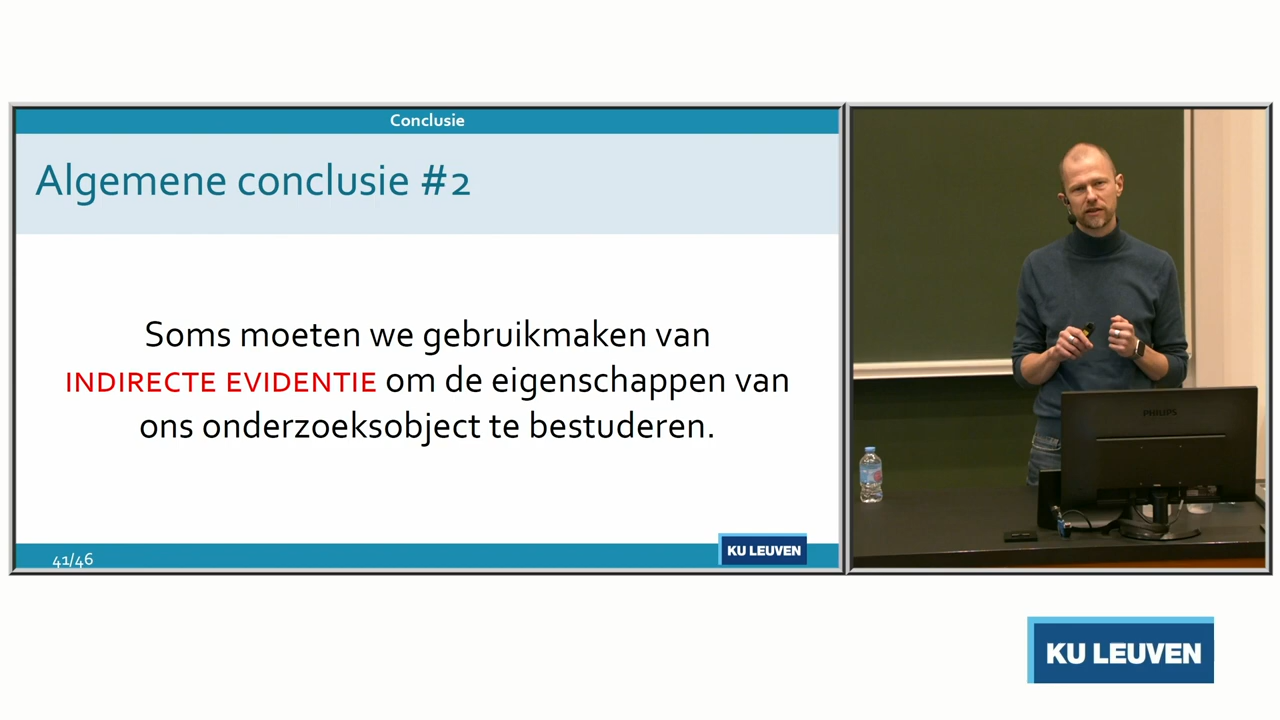 Conclusie
Algemene conclusie #2
Soms moeten we gebruikmaken van
INDIRECTE EVIDENTIE om de eigenschappen van
ons onderzoeksobject te bestuderen.
41/46
KU LEUVEN
PHILIPS
KU LEUVEN